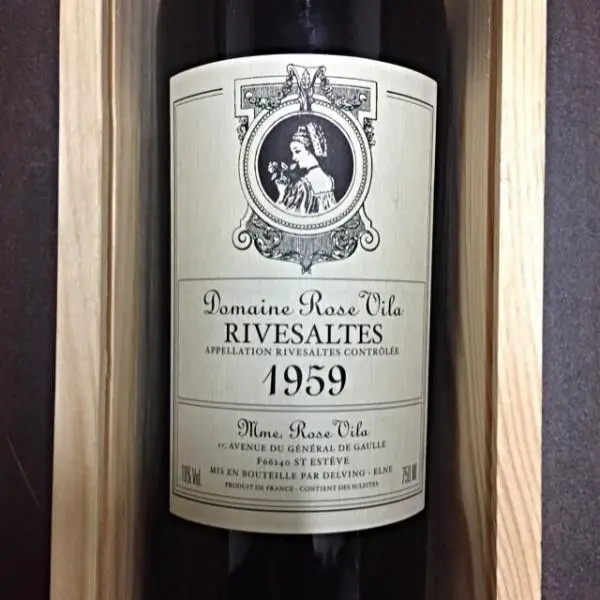 Domaine Rose Vila
RIVESALTES
APPELLATION RIVESALTES CONTRÔLÉE
1959
Mme. Rose Vila
17, AVENUE DU GÉNÉRAL DE GAULLE
F66240 ST ESTÈVE
MIS EN BOUTEILLE PAR DELVING - ELNE
PRODUIT DE FRANCE - CONTIENT DES SULFITES
Vol.
750 Ml